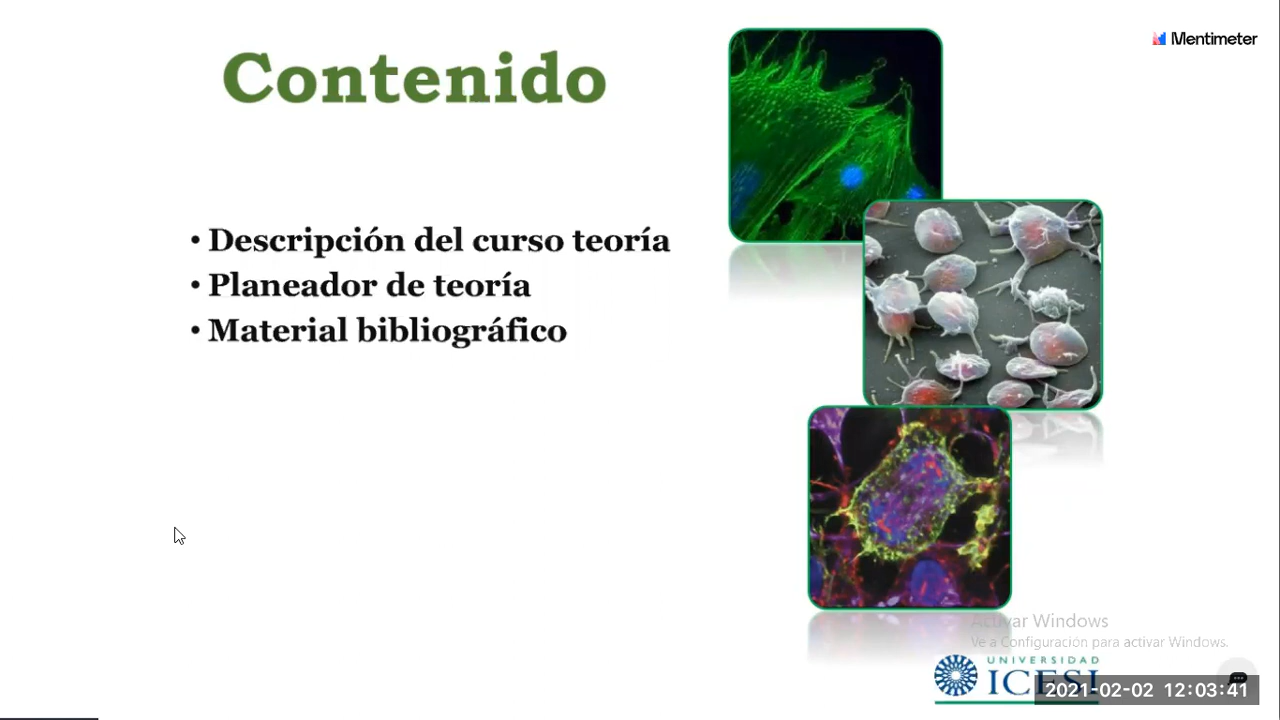 Mentimeter
Contenido
• Descripción del curso teoría
• Planeador de teoría
• Material bibliográfico
Activar Windows
Ve a Configuración para activar Windows.
UNIVERSIDAD
ICESI
2021-02-02 12:03:41